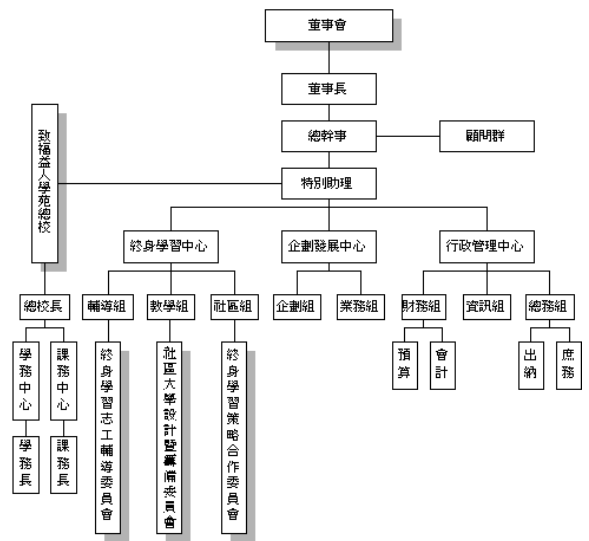 董事會
董事長
總幹事
顧問群
特別助理
致福益人學苑總校
終身學習中心
企劃發展中心
行政管理中心
總校長
輔導組
教學組
社區組
企劃組
業務組
財務組
資訊組
總務組
學務中心
課務中心
終身學習志工輔導委員會
社區大學設計暨籌備委員會
終身學習策略合作委員會
預算
會計
出納
庶務
學務長
課務長